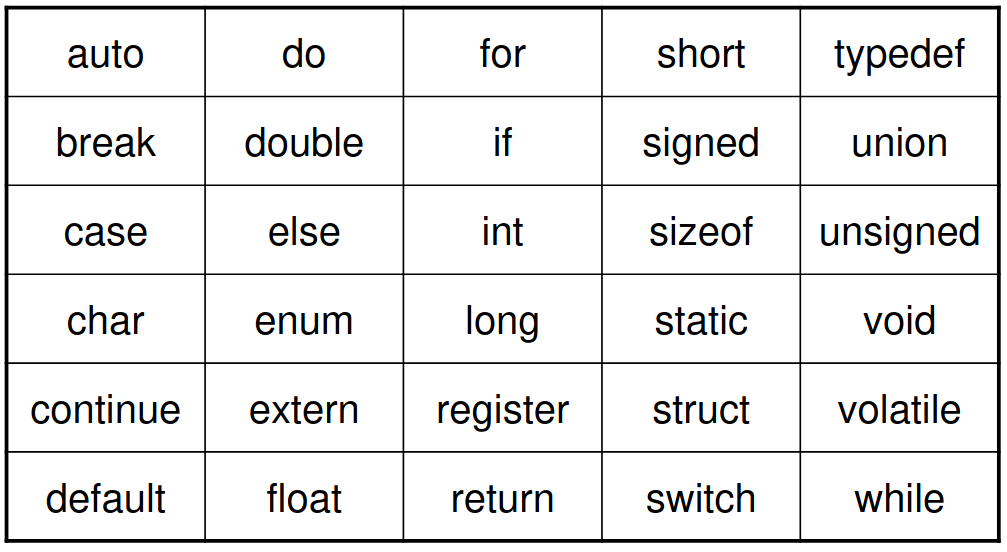 auto do for short typedef
break double if signed union
case else int sizeof unsigned
char enum long static void
continue extern register struct volatile
default float return switch while